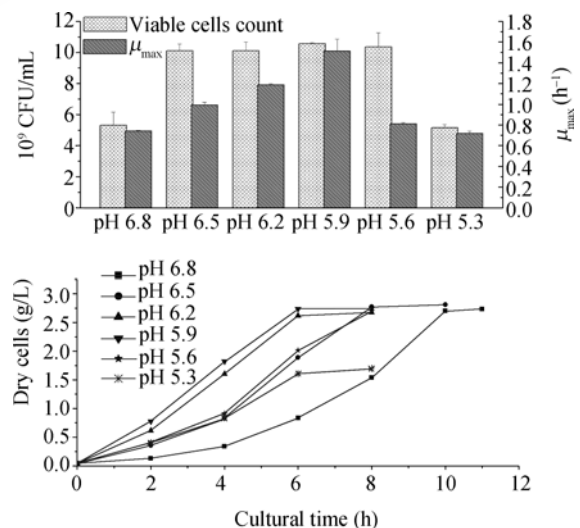 12
10
8
6
4
2
0
10⁹ CFU/mL
Viable cells count
μmax
1.8
1.6
1.4
1.2
1.0
0.8
0.6
0.4
0.2
0.0
μmax (h⁻¹)
pH 6.8 pH 6.5 pH 6.2 pH 5.9 pH 5.6 pH 5.3
Dry cells (g/L)
3.0
2.5
2.0
1.5
1.0
0.5
0.0
pH 6.8
pH 6.5
pH 6.2
pH 5.9
pH 5.6
pH 5.3
0 2 4 6 8 10 12
Cultural time (h)